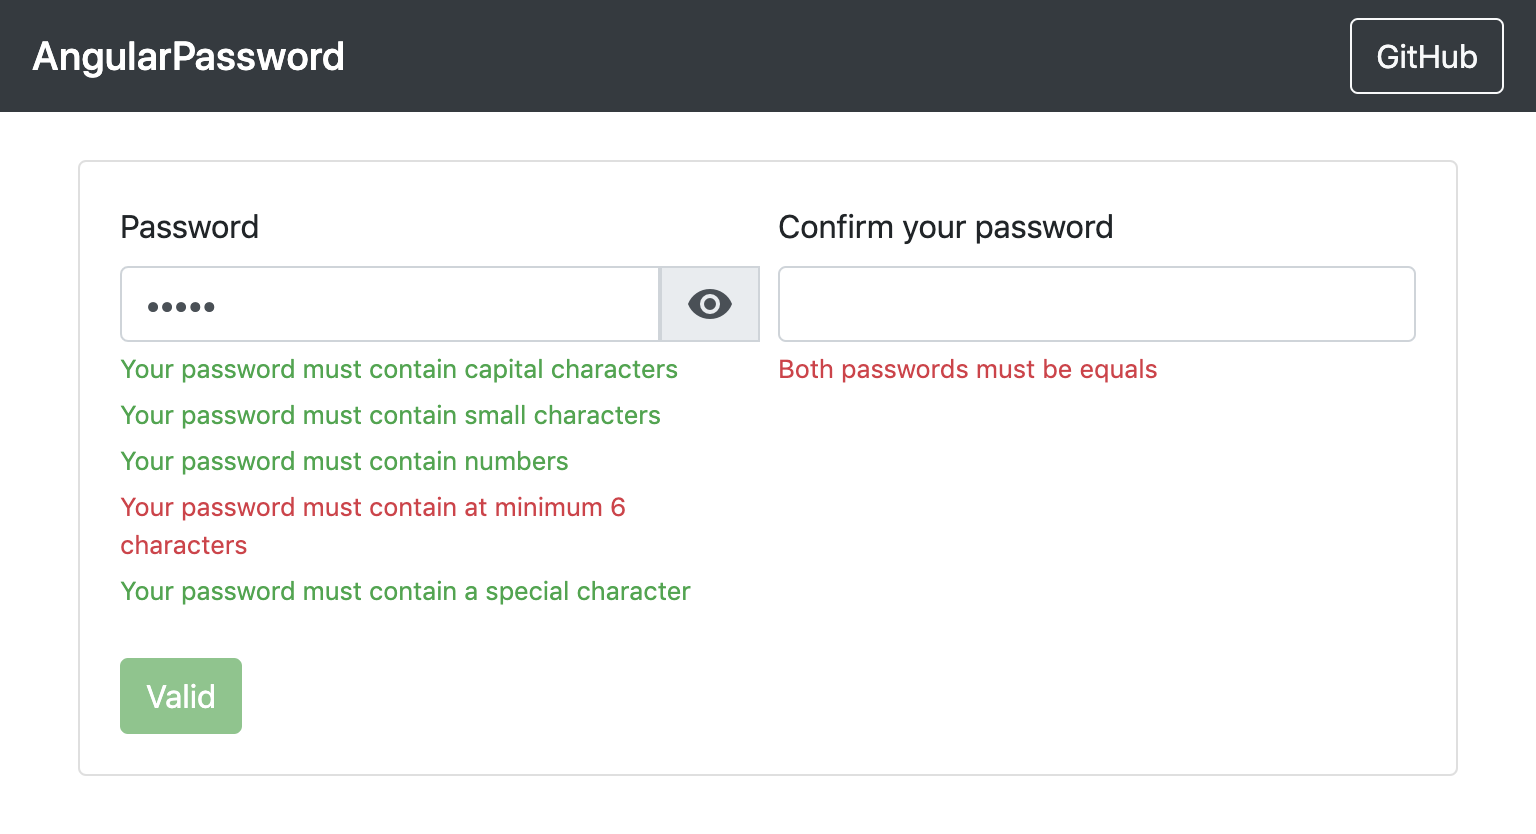 AngularPassword
GitHub
Password
•••••
Your password must contain capital characters
Your password must contain small characters
Your password must contain numbers
Your password must contain at minimum 6
characters
Your password must contain a special character
Confirm your password
Both passwords must be equals
Valid